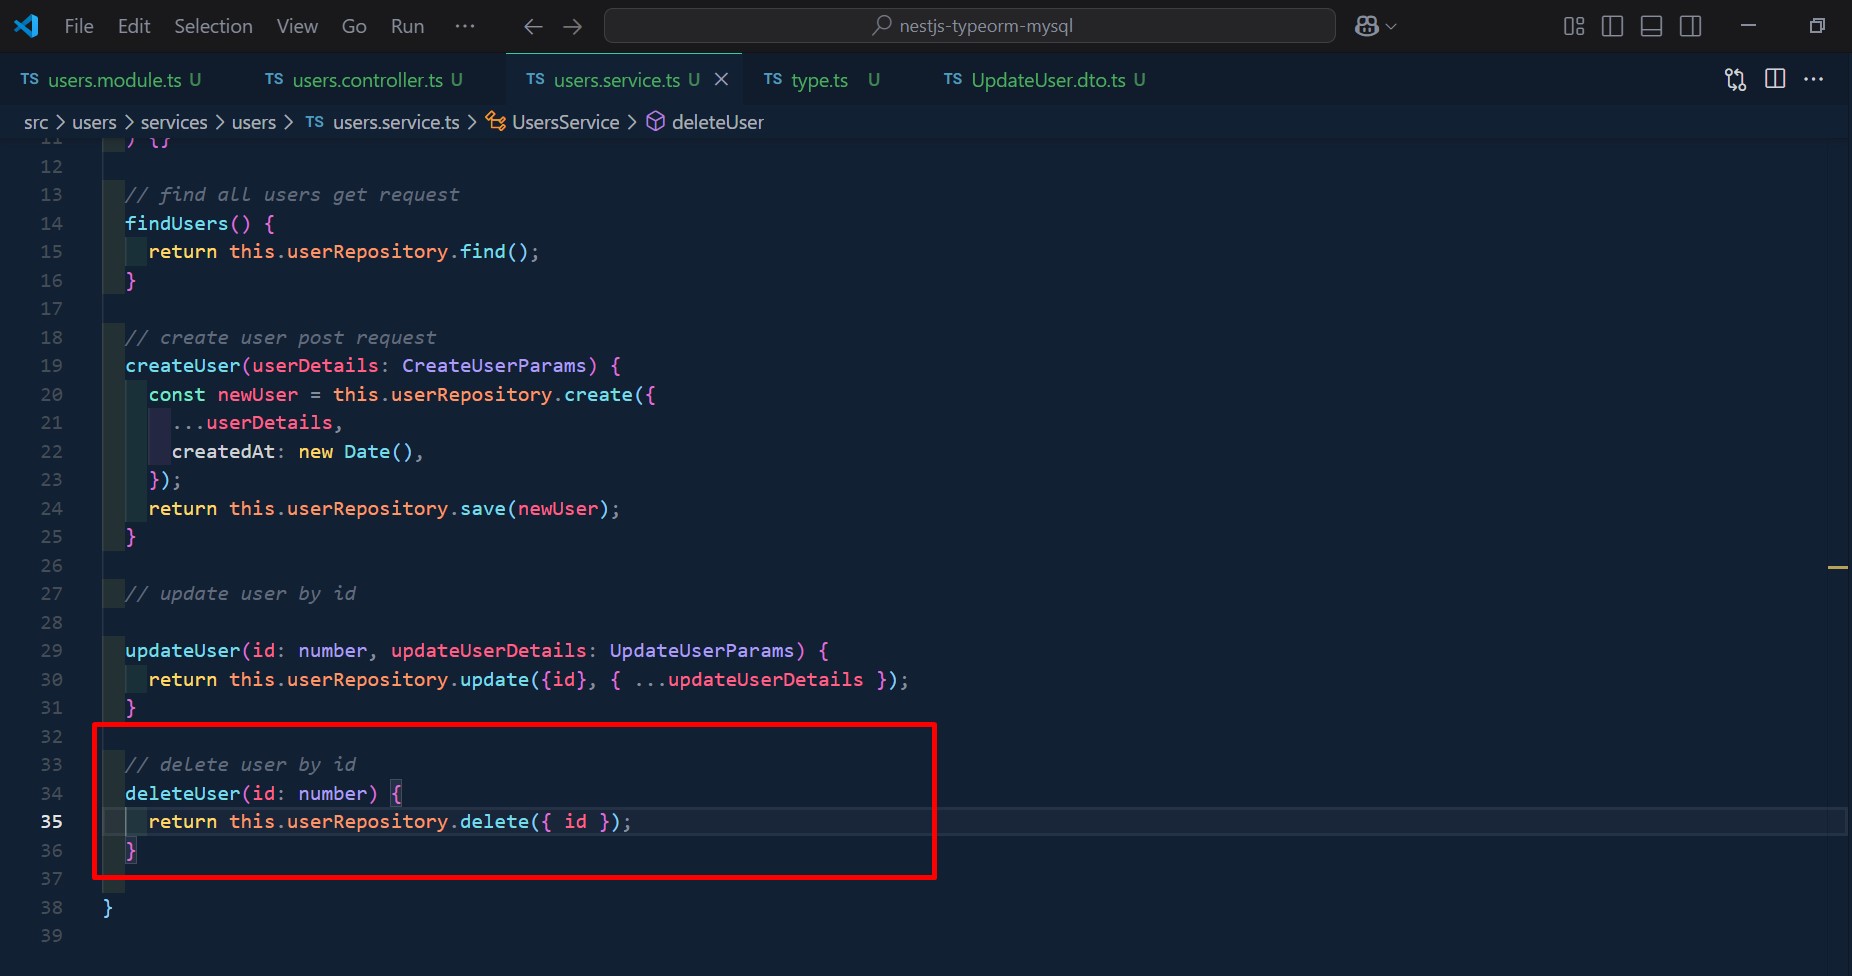 File Edit Selection View Go Run ··· nestjs-typeorm-mysql
TS users.module.ts U TS users.controller.ts U TS users.service.ts U TS type.ts U TS UpdateUser.dto.ts U
src > users > services > users > TS users.service.ts > UsersService > deleteUser
11 ) {}
12
13 // find all users get request
14 findUsers() {
15 return this.userRepository.find();
16 }
17
18 // create user post request
19 createUser(userDetails: CreateUserParams) {
20 const newUser = this.userRepository.create({
21 ...userDetails,
22 createdAt: new Date(),
23 });
24 return this.userRepository.save(newUser);
25 }
26
27 // update user by id
28
29 updateUser(id: number, updateUserDetails: UpdateUserParams) {
30 return this.userRepository.update({id}, { ...updateUserDetails });
31 }
32
33 // delete user by id
34 deleteUser(id: number) {
35 return this.userRepository.delete({ id });
36 }
37
38 }
39